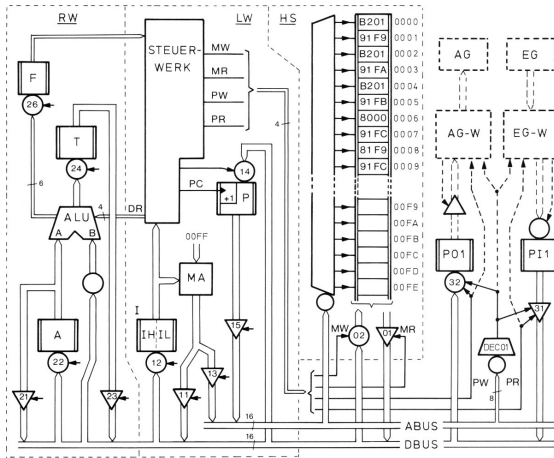 RW
LW
HS
STEUER-
WERK
MW
MR
PW
PR
F
26
T
24
6
ALU
A
B
4
DR
PC
14
+1
P
4
00FF
MA
I
A
22
IH
IL
12
15
13
11
21
23
16
16
ABUS
DBUS
B201 0000
91F9 0001
B201 0002
91FA 0003
B201 0004
91FB 0005
8000 0006
91FC 0007
81F9 0008
91FC 0009
00F9
00FA
00FB
00FC
00FD
00FE
MW
02
01
MR
AG
EG
AG-W
EG-W
PO1
32
PI1
31
DEC01
PW
PR
8